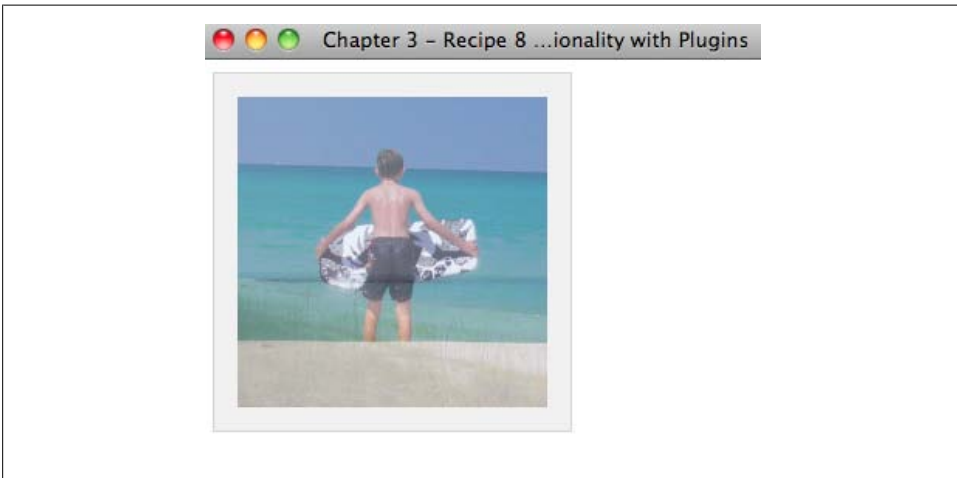 Chapter 3 – Recipe 8 ...ionality with Plugins